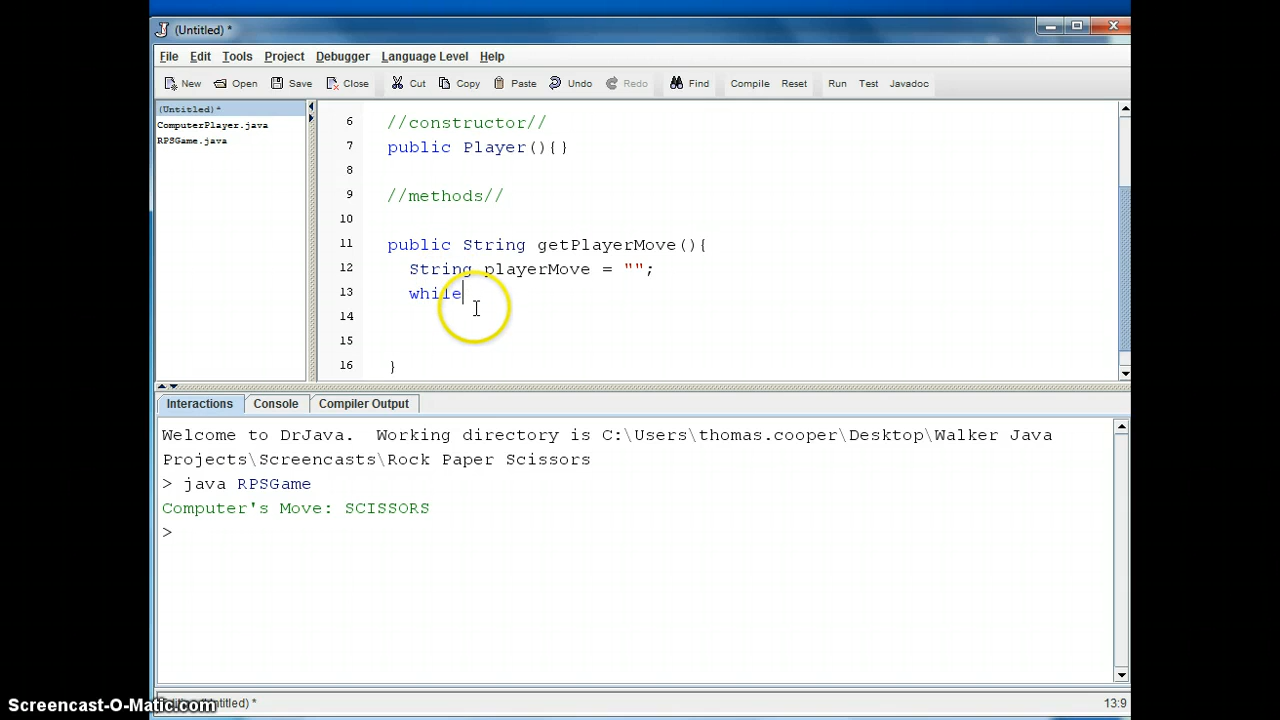 (Untitled) *
File Edit Tools Project Debugger Language Level Help
New Open Save Close Cut Copy Paste Undo Redo Find Compile Reset Run Test Javadoc
(Untitled) *
ComputerPlayer.java
RPSGame.java
6 //constructor//
7 public Player(){}
8
9 //methods//
10
11 public String getPlayerMove(){
12 String playerMove = "";
13 while
14
15
16 }
Interactions Console Compiler Output
Welcome to DrJava. Working directory is C:\Users\thomas.cooper\Desktop\Walker Java
Projects\Screencasts\Rock Paper Scissors
> java RPSGame
Computer's Move: SCISSORS
>
Screencast-O-Matic.com
13:9